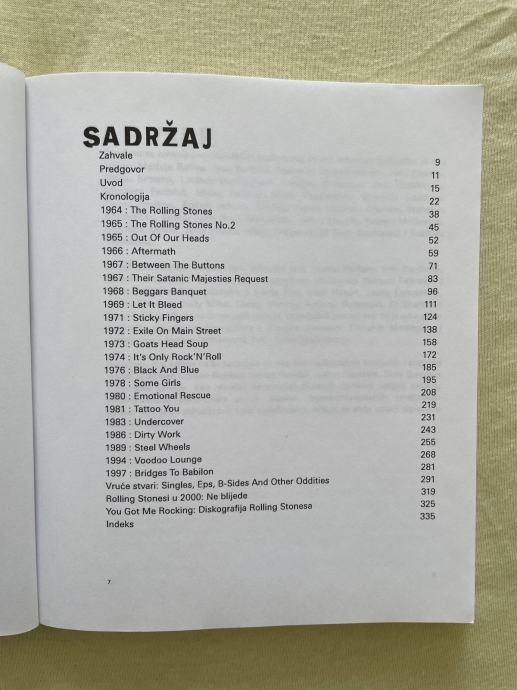 SADRŽAJ
Zahvale 9
Predgovor 11
Uvod 15
Kronologija 22
1964 : The Rolling Stones 38
1965 : The Rolling Stones No.2 45
1965 : Out Of Our Heads 52
1966 : Aftermath 59
1967 : Between The Buttons 71
1967 : Their Satanic Majesties Request 83
1968 : Beggars Banquet 96
1969 : Let It Bleed 111
1971 : Sticky Fingers 124
1972 : Exile On Main Street 138
1973 : Goats Head Soup 158
1974 : It's Only Rock'N'Roll 172
1976 : Black And Blue 185
1978 : Some Girls 195
1980 : Emotional Rescue 208
1981 : Tattoo You 219
1983 : Undercover 231
1986 : Dirty Work 243
1989 : Steel Wheels 255
1994 : Voodoo Lounge 268
1997 : Bridges To Babilon 281
Vruće stvari: Singles, Eps, B-Sides And Other Oddities 291
Rolling Stonesi u 2000: Ne blijede 319
You Got Me Rocking: Diskografija Rolling Stonesa 325
Indeks 335
7